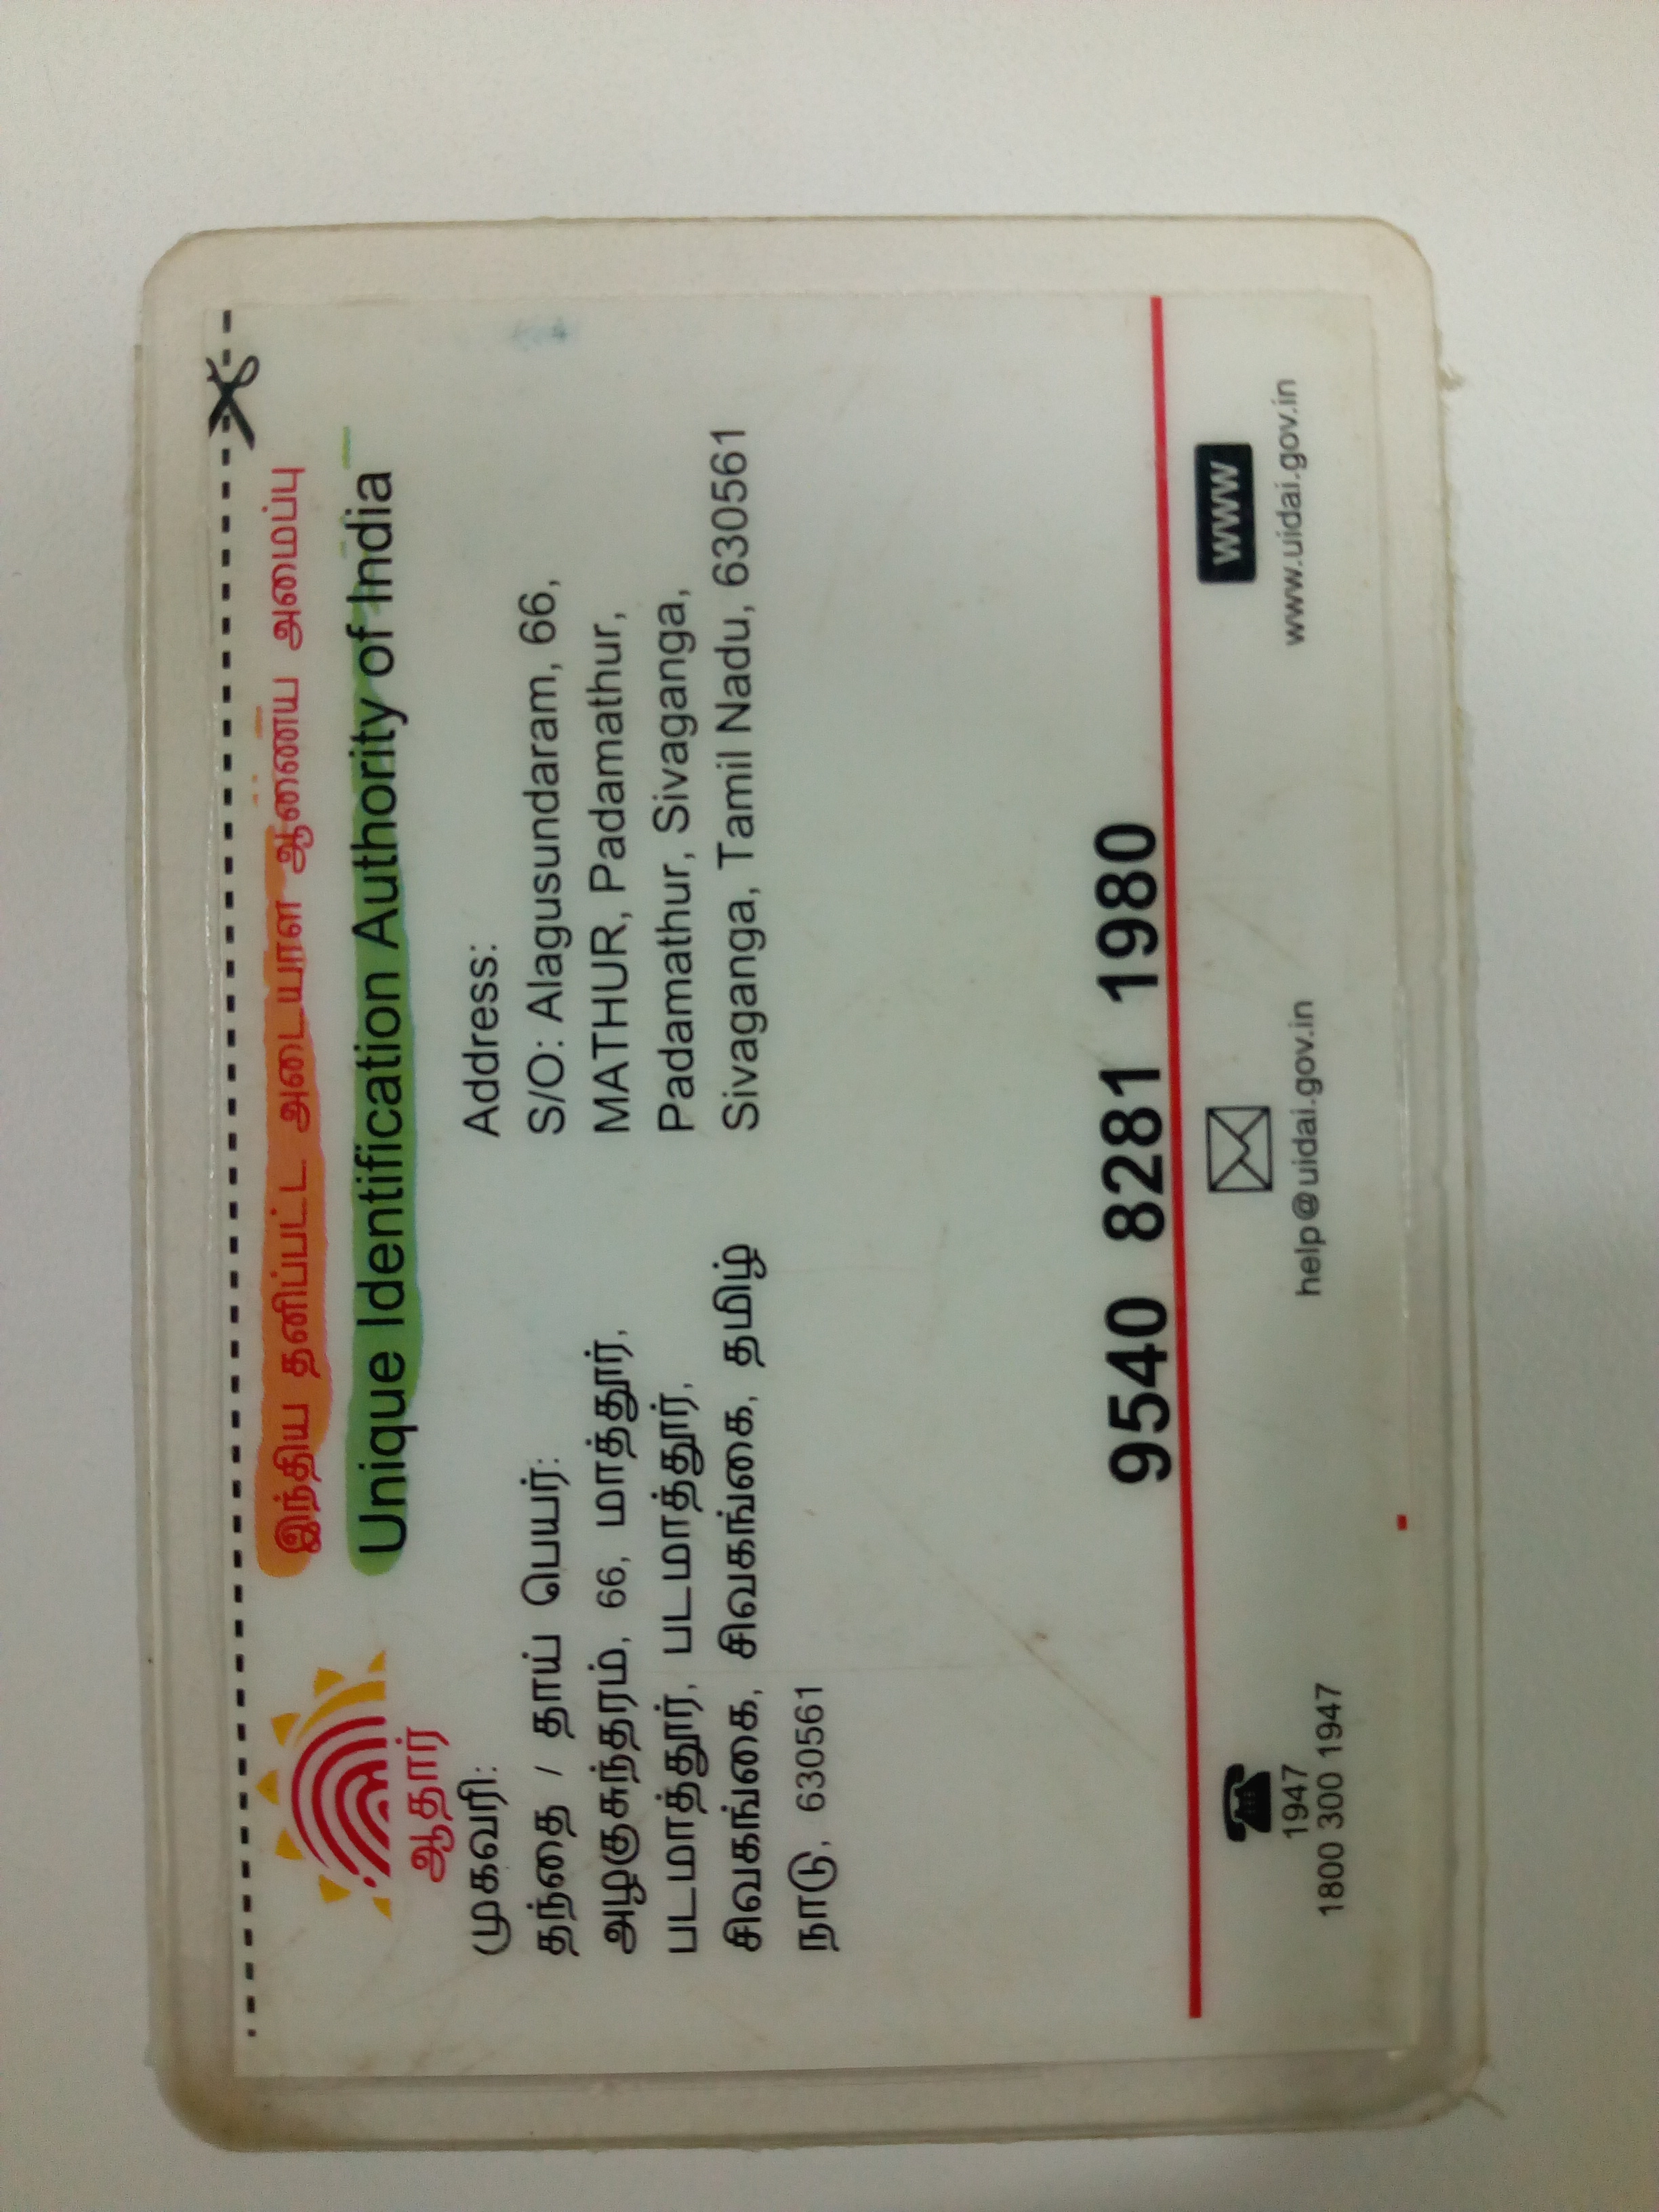 இந்திய தனிப்பட்ட அடையாள ஆணைய அமைப்பு
Unique Identification Authority of India
ஆதார்
முகவரி:
தந்தை / தாய் பெயர்:
அழகுசுந்தரம், 66, மாத்தூர்,
படமாத்தூர், படமாத்தூர்,
சிவகங்கை, சிவகங்கை, தமிழ்
நாடு, 630561
Address:
S/O: Alagusundaram, 66,
MATHUR, Padamathur,
Padamathur, Sivaganga,
Sivaganga, Tamil Nadu, 630561
9540 8281 1980
1947
1800 300 1947
help@uidai.gov.in
WWW
www.uidai.gov.in